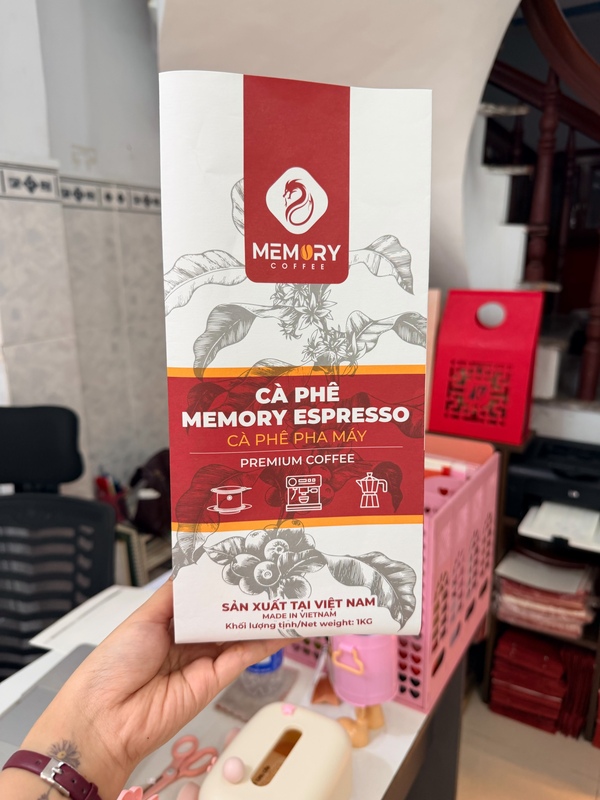 MEMORY
COFFEE
CÀ PHÊ
MEMORY ESPRESSO
CÀ PHÊ PHA MÁY
PREMIUM COFFEE
SẢN XUẤT TẠI VIỆT NAM
MADE IN VIETNAM
Khối lượng tịnh/Net weight: 1KG